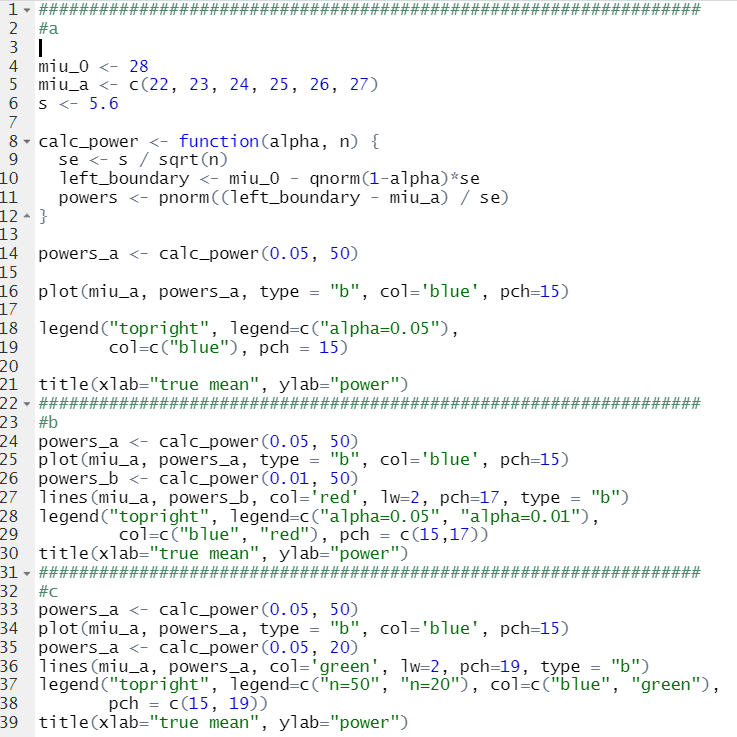 1 ##################################################################
2 #a
3
4 miu_0 <- 28
5 miu_a <- c(22, 23, 24, 25, 26, 27)
6 s <- 5.6
7
8 calc_power <- function(alpha, n) {
9   se <- s / sqrt(n)
10   left_boundary <- miu_0 - qnorm(1-alpha)*se
11   powers <- pnorm((left_boundary - miu_a) / se)
12 }
13
14 powers_a <- calc_power(0.05, 50)
15
16 plot(miu_a, powers_a, type = "b", col='blue', pch=15)
17
18 legend("topright", legend=c("alpha=0.05"),
19        col=c("blue"), pch = 15)
20
21 title(xlab="true mean", ylab="power")
22 ##################################################################
23 #b
24 powers_a <- calc_power(0.05, 50)
25 plot(miu_a, powers_a, type = "b", col='blue', pch=15)
26 powers_b <- calc_power(0.01, 50)
27 lines(miu_a, powers_b, col='red', lw=2, pch=17, type = "b")
28 legend("topright", legend=c("alpha=0.05", "alpha=0.01"),
29         col=c("blue", "red"), pch = c(15,17))
30 title(xlab="true mean", ylab="power")
31 ##################################################################
32 #c
33 powers_a <- calc_power(0.05, 50)
34 plot(miu_a, powers_a, type = "b", col='blue', pch=15)
35 powers_a <- calc_power(0.05, 20)
36 lines(miu_a, powers_a, col='green', lw=2, pch=19, type = "b")
37 legend("topright", legend=c("n=50", "n=20"), col=c("blue", "green"),
38        pch = c(15, 19))
39 title(xlab="true mean", ylab="power")